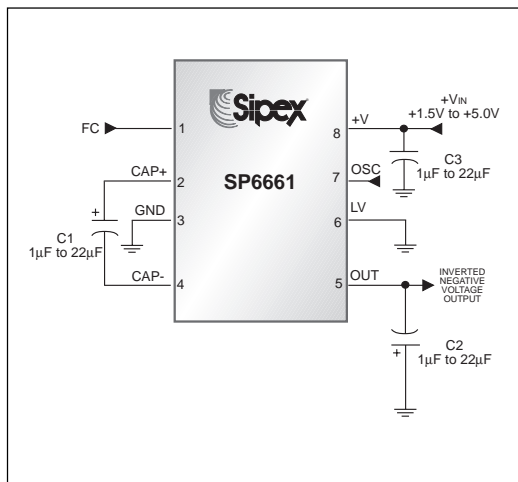 Sipex
SP6661
FC
1
CAP+
2
GND
3
+
C1
1µF to 22µF
CAP-
4
+V
8
+VIN
+1.5V to +5.0V
C3
1µF to 22µF
7
OSC
6
LV
5
OUT
INVERTED
NEGATIVE
VOLTAGE
OUTPUT
C2
+
1µF to 22µF